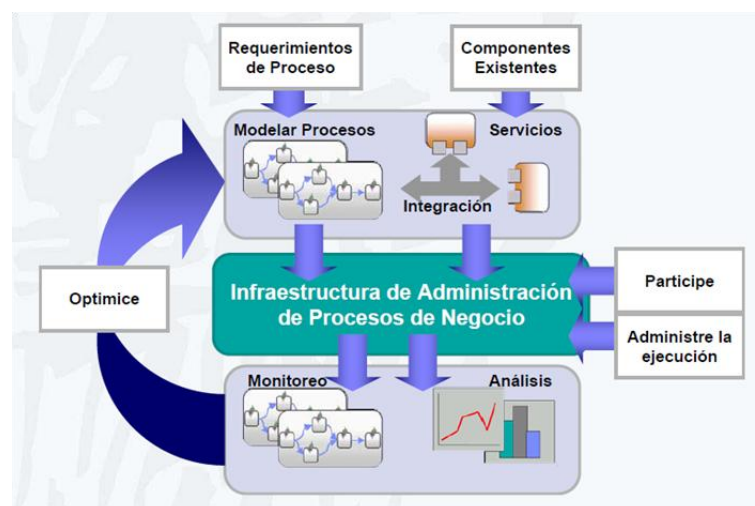 Requerimientos
de Proceso
Componentes
Existentes
Modelar Procesos
Servicios
Integración
Optimice
Infraestructura de Administración
de Procesos de Negocio
Participe
Administre la
ejecución
Monitoreo
Análisis